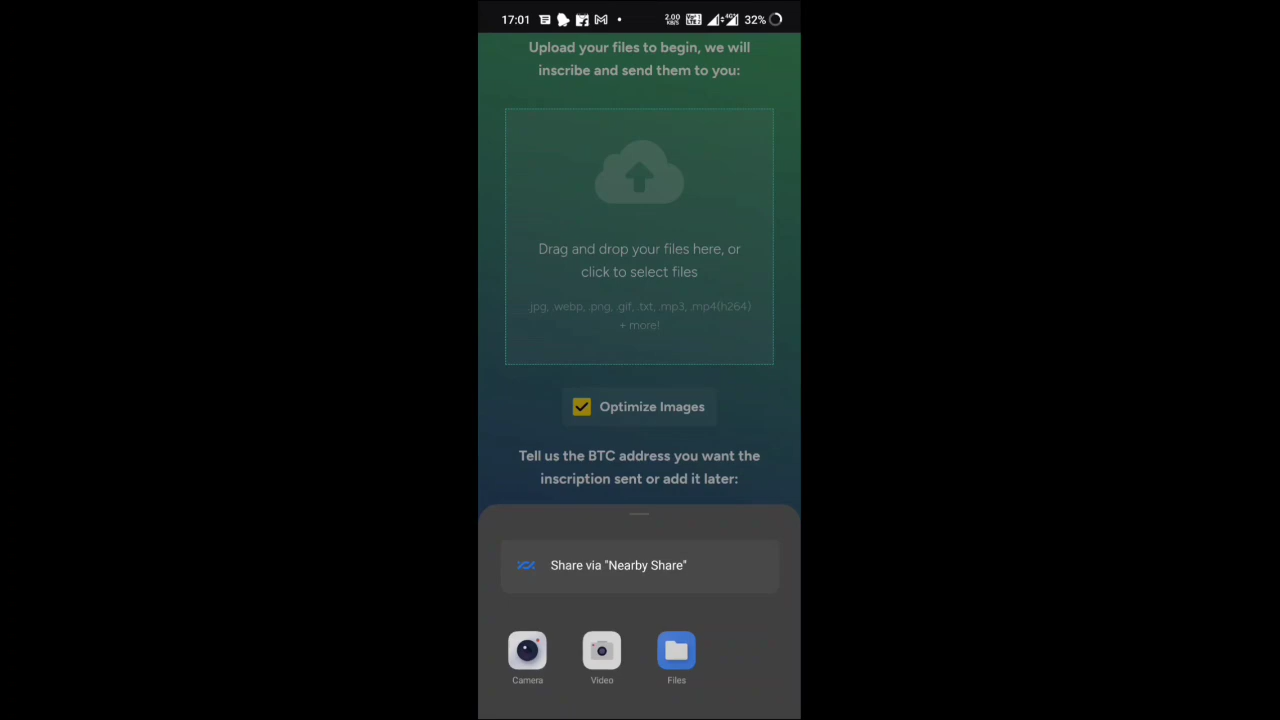 17:01
2.00 KB/S
32%
Upload your files to begin, we will
inscribe and send them to you:
Drag and drop your files here, or
click to select files
.jpg, .webp, .png, .gif, .txt, .mp3, .mp4(h264)
+ more!
Optimize Images
Tell us the BTC address you want the
inscription sent or add it later:
Share via "Nearby Share"
Camera
Video
Files